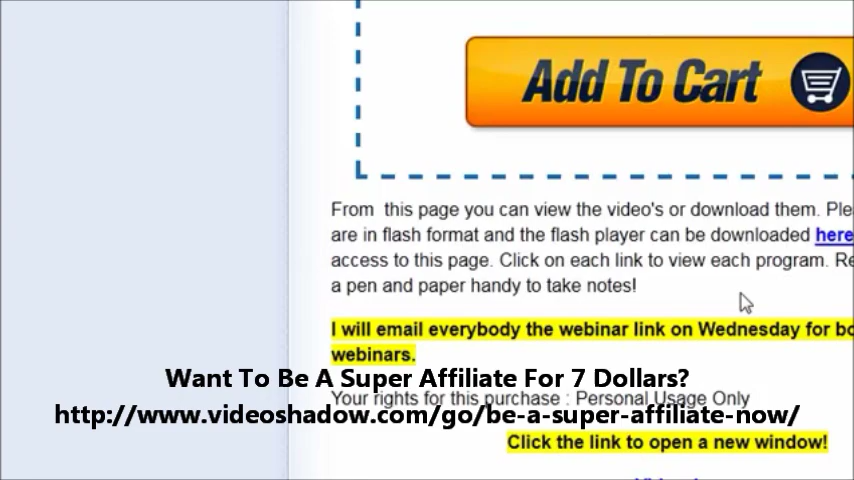 Add To Cart
From this page you can view the video's or download them.
are in flash format and the flash player can be downloaded here
access to this page. Click on each link to view each program.
a pen and paper handy to take notes!
I will email everybody the webinar link on Wednesday for
webinars.
Want To Be A Super Affiliate For 7 Dollars?
Your rights for this purchase : Personal Usage Only
http://www.videoshadow.com/go/be-a-super-affiliate-now/
Click the link to open a new window!